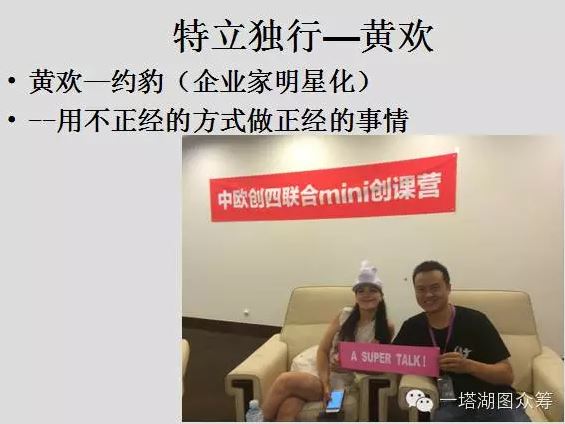 特立独行—黄欢
• 黄欢—约豹（企业家明星化）
• --用不正经的方式做正经的事情
中欧创四联合mini创课营
A SUPER TALK!
一塔湖图众筹